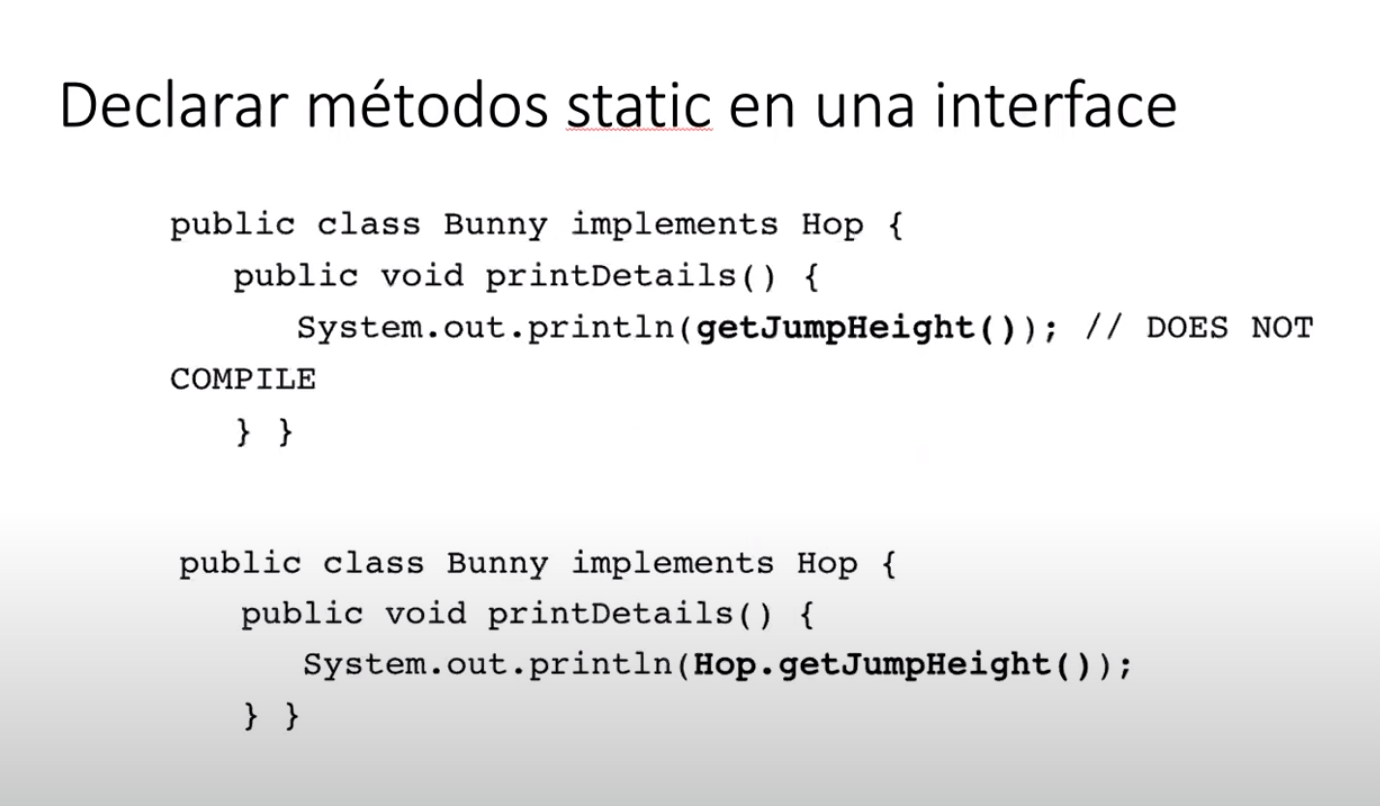 Declarar métodos static en una interface
public class Bunny implements Hop {
public void printDetails() {
System.out.println(getJumpHeight()); // DOES NOT
COMPILE
} }
public class Bunny implements Hop {
public void printDetails() {
System.out.println(Hop.getJumpHeight());
} }